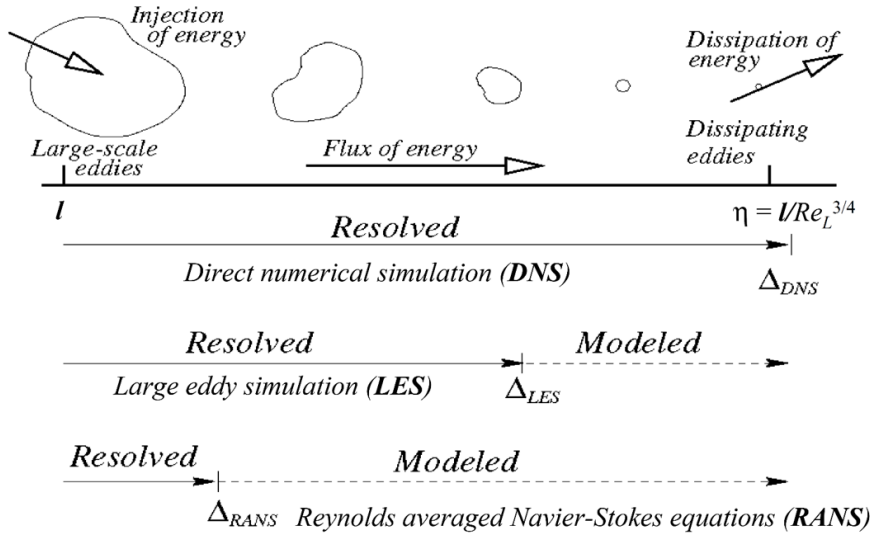 Injection
of energy
Dissipation of
energy
Large-scale
eddies
Flux of energy
Dissipating
eddies
l
η = l/Re_L^3/4
Resolved
Direct numerical simulation (DNS)
Δ_DNS
Resolved
Modeled
Large eddy simulation (LES)
Δ_LES
Resolved
Modeled
Δ_RANS
Reynolds averaged Navier-Stokes equations (RANS)